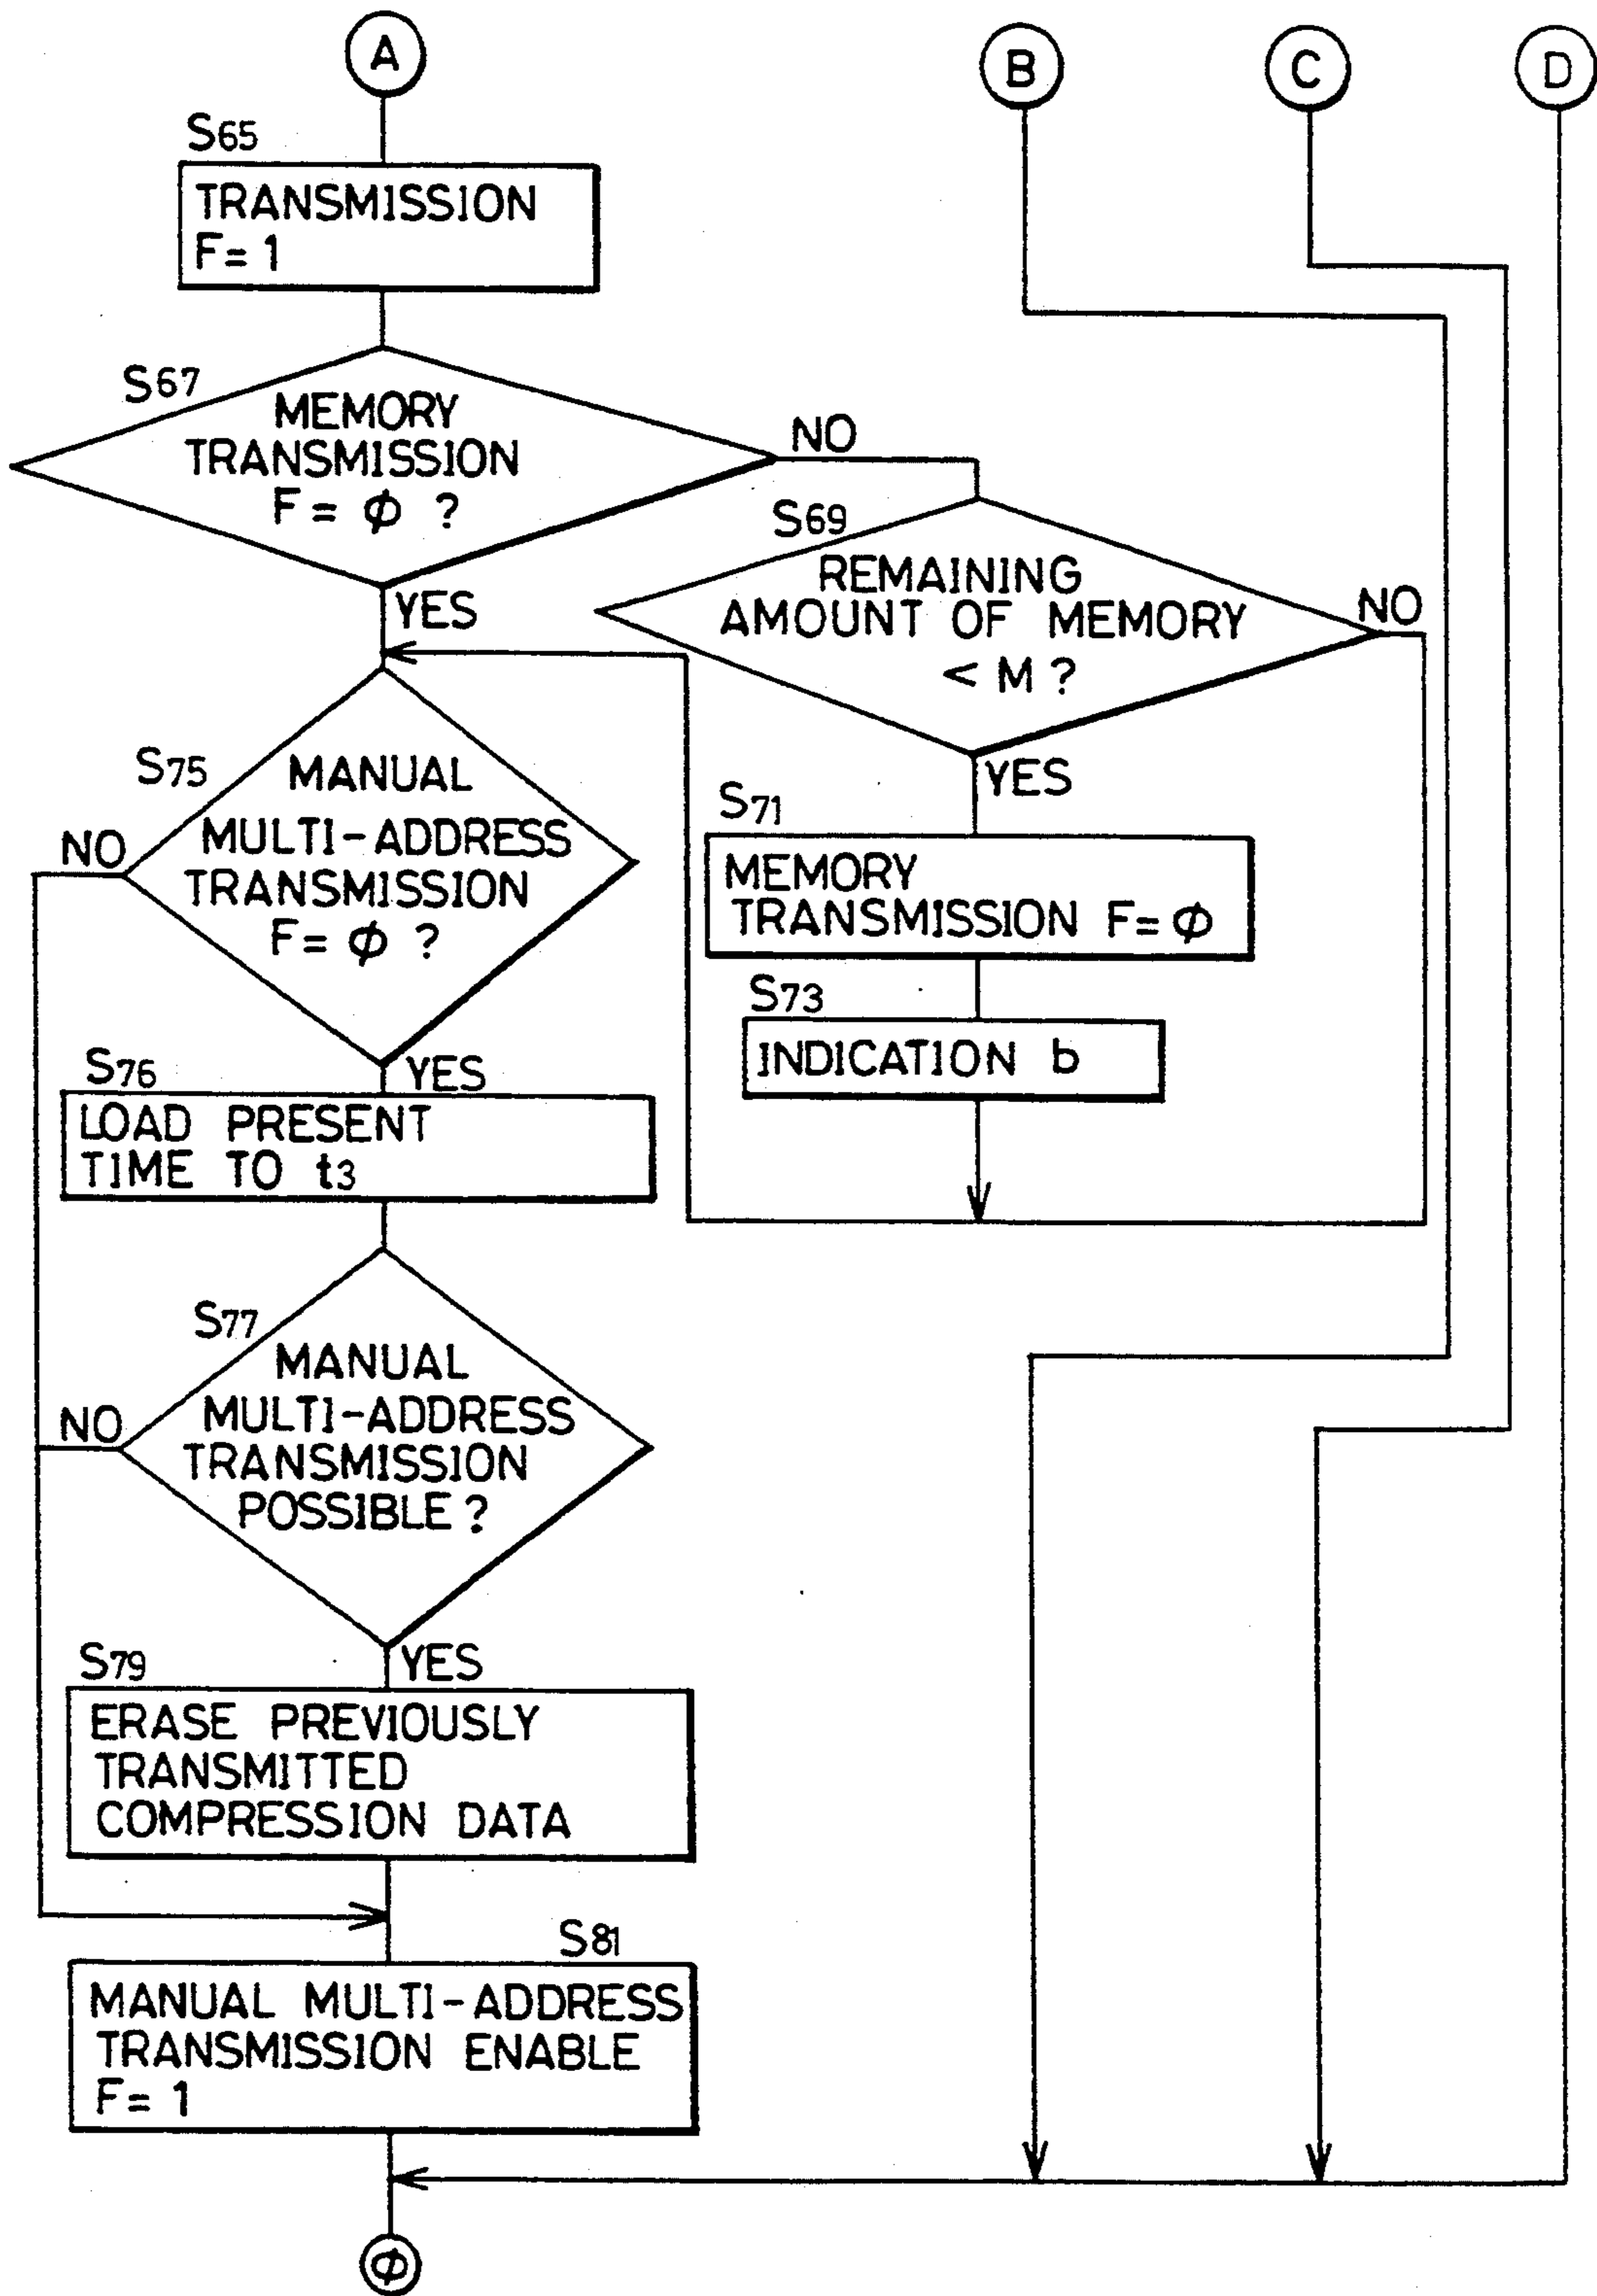 A
B
C
D
S65
TRANSMISSION
F=1
S67
MEMORY
TRANSMISSION
F=ϕ ?
NO
YES
S69
REMAINING
AMOUNT OF MEMORY
< M ?
NO
YES
S71
MEMORY
TRANSMISSION F=ϕ
S73
INDICATION b
S75
MANUAL
MULTI-ADDRESS
TRANSMISSION
F=ϕ ?
NO
YES
S76
LOAD PRESENT
TIME TO t3
S77
MANUAL
MULTI-ADDRESS
TRANSMISSION
POSSIBLE ?
NO
YES
S79
ERASE PREVIOUSLY
TRANSMITTED
COMPRESSION DATA
S81
MANUAL MULTI-ADDRESS
TRANSMISSION ENABLE
F=1
ϕ